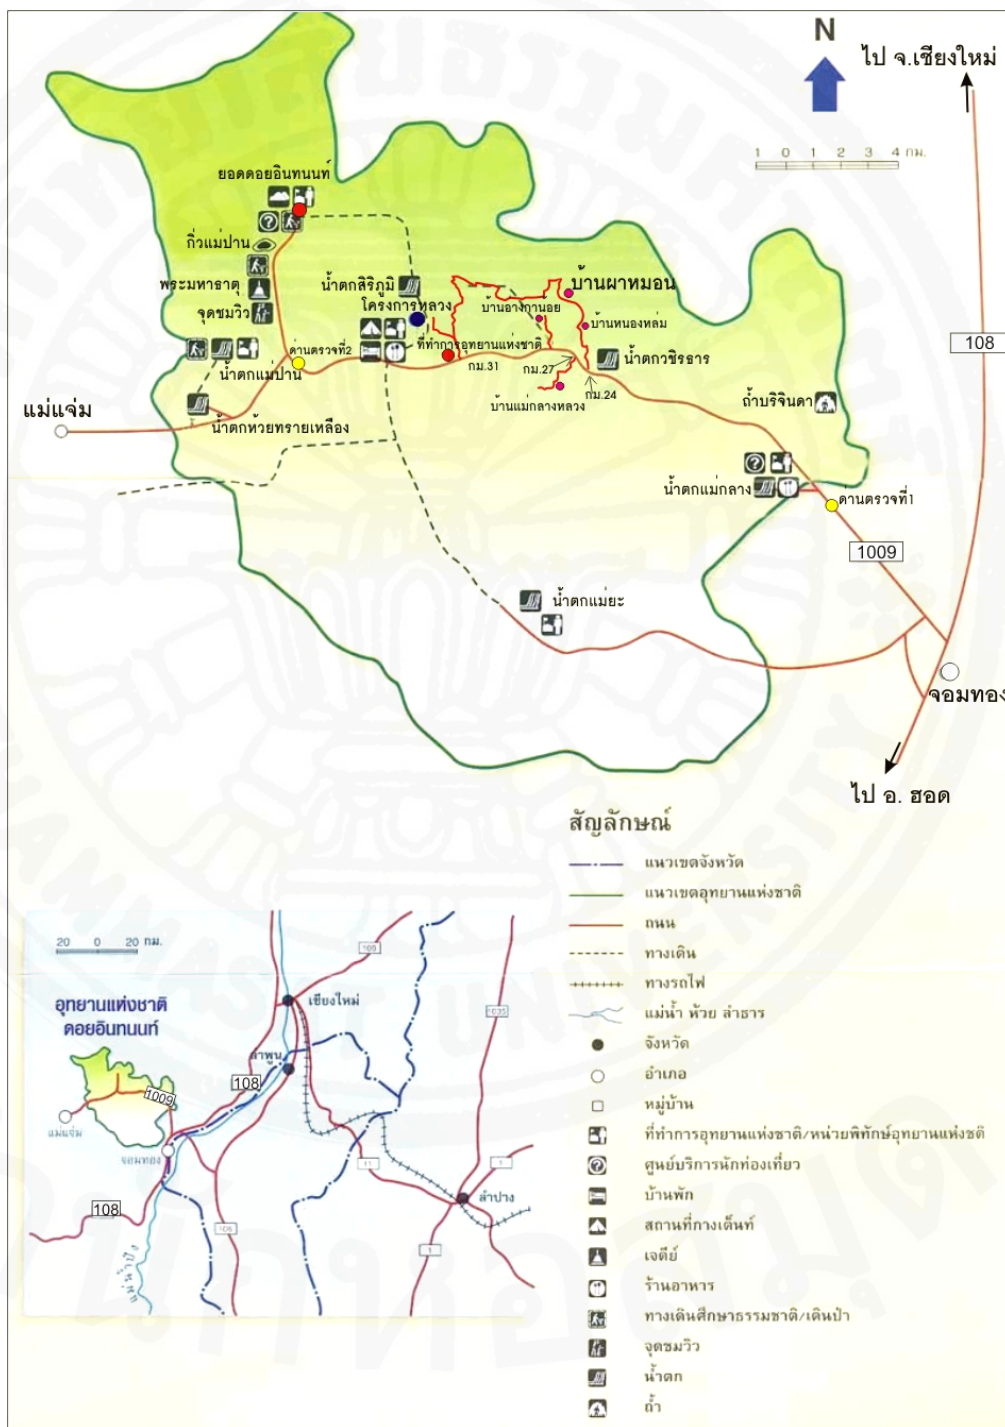 N
ไป จ.เชียงใหม่
1 0 1 2 3 4 กม.
ยอดดอยอินทนนท์
กิ่วแม่ปาน
พระมหาธาตุ
จุดชมวิว
น้ำตกสิริภูมิ
โครงการหลวง
บ้านผาหมอน
บ้านอ่างกาน้อย
บ้านหนองหล่ม
108
ที่ทำการอุทยานแห่งชาติ
ด่านตรวจที่2
น้ำตกแม่ปาน
กม.31
กม.27
น้ำตกวชิรธาร
กม.24
บ้านแม่กลางหลวง
ถ้ำบริจินดา
แม่แจ่ม
น้ำตกห้วยทรายเหลือง
น้ำตกแม่กลาง
ด่านตรวจที่1
1009
น้ำตกแม่ยะ
จอมทอง
ไป อ. ฮอด
สัญลักษณ์
แนวเขตจังหวัด
แนวเขตอุทยานแห่งชาติ
ถนน
ทางเดิน
ทางรถไฟ
แม่น้ำ ห้วย ลำธาร
จังหวัด
อำเภอ
หมู่บ้าน
ที่ทำการอุทยานแห่งชาติ/หน่วยพิทักษ์อุทยานแห่งชติ
ศูนย์บริการนักท่องเที่ยว
บ้านพัก
สถานที่กางเต็นท์
เจดีย์
ร้านอาหาร
ทางเดินศึกษาธรรมชาติ/เดินป่า
จุดชมวิว
น้ำตก
ถ้ำ
20 0 20 กม.
อุทยานแห่งชาติ
ดอยอินทนนท์
เชียงใหม่
ลำพูน
108
1009
แม่แจ่ม
จอมทอง
108
106
11
1
1
ลำปาง
1035
แม่น้ำปิง
THAMMASAT UNIVERSITY
สำนักหอสมุด